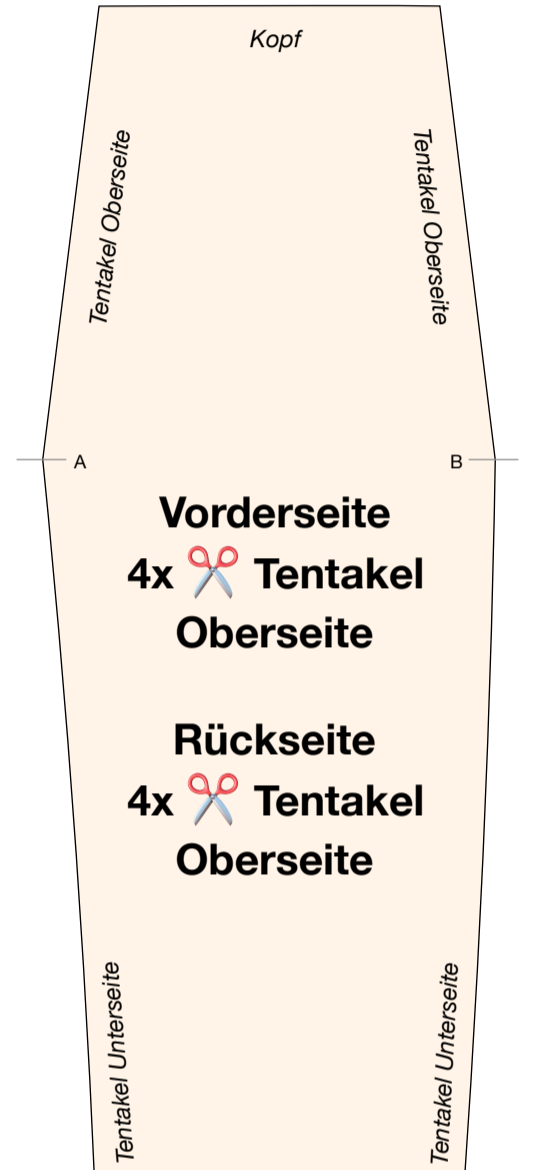 Kopf
Tentakel Oberseite
Tentakel Oberseite
A
B
Vorderseite
4x ✂️ Tentakel
Oberseite
Rückseite
4x ✂️ Tentakel
Oberseite
Tentakel Unterseite
Tentakel Unterseite